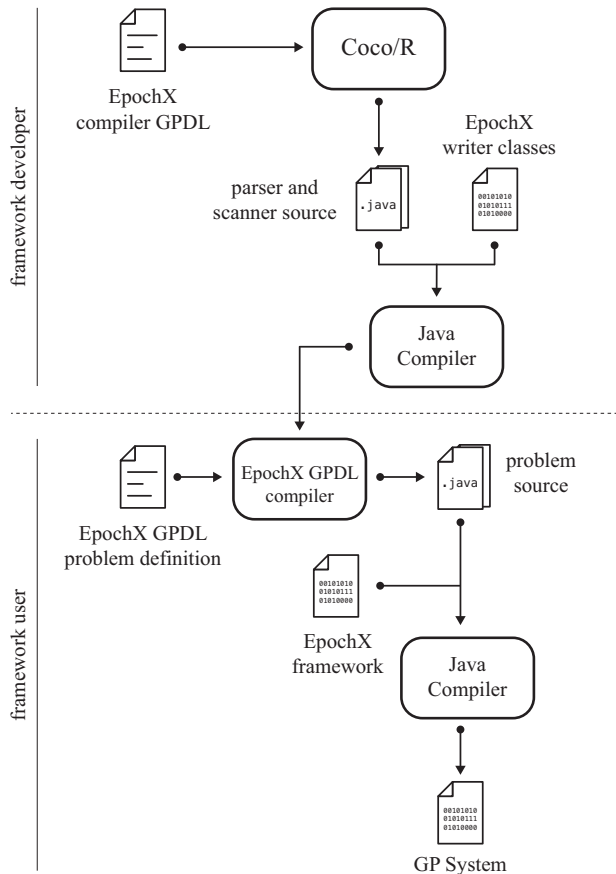 framework developer
Coco/R
EpochX
compiler GPDL
EpochX
writer classes
parser and
scanner source
.java
00101010
01010111
01010000
Java
Compiler
framework user
EpochX GPDL
compiler
.java
problem
source
EpochX GPDL
problem definition
00101010
01010111
01010000
EpochX
framework
Java
Compiler
00101010
01010111
01010000
GP System